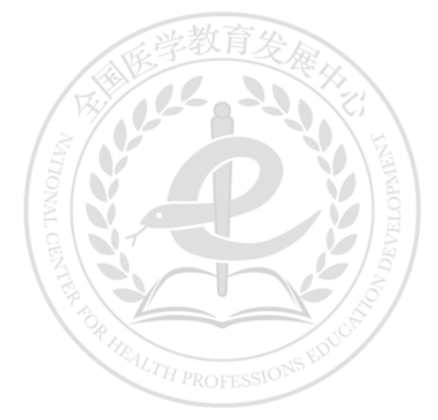 全国医学教育发展中心
NATIONAL CENTER FOR HEALTH PROFESSIONS EDUCATION DEVELOPMENT